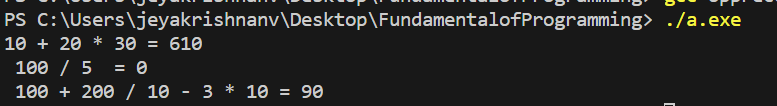 PS C:\Users\jeyakrishnanv\Desktop\FundamentalofProgramming> ./a.exe
10 + 20 * 30 = 610
 100 / 5  = 0
 100 + 200 / 10 - 3 * 10 = 90